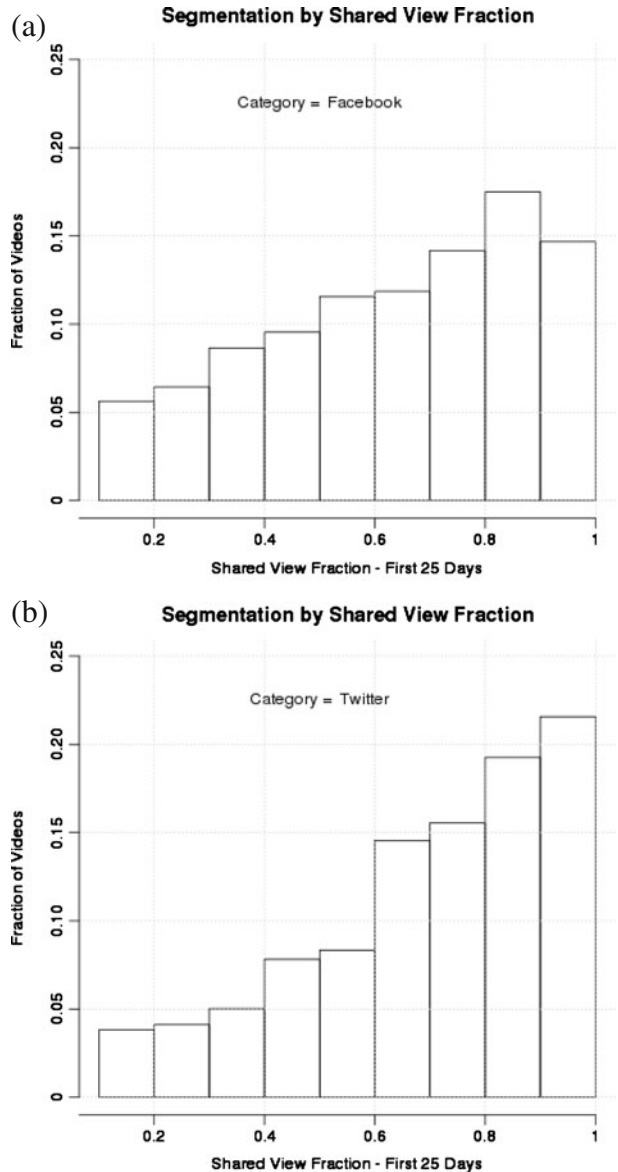 (a)
Segmentation by Shared View Fraction
Category = Facebook
Fraction of Videos
0.25
0.20
0.15
0.10
0.05
0
0.2 0.4 0.6 0.8 1
Shared View Fraction - First 25 Days
(b)
Segmentation by Shared View Fraction
Category = Twitter
Fraction of Videos
0.25
0.20
0.15
0.10
0.05
0
0.2 0.4 0.6 0.8 1
Shared View Fraction - First 25 Days